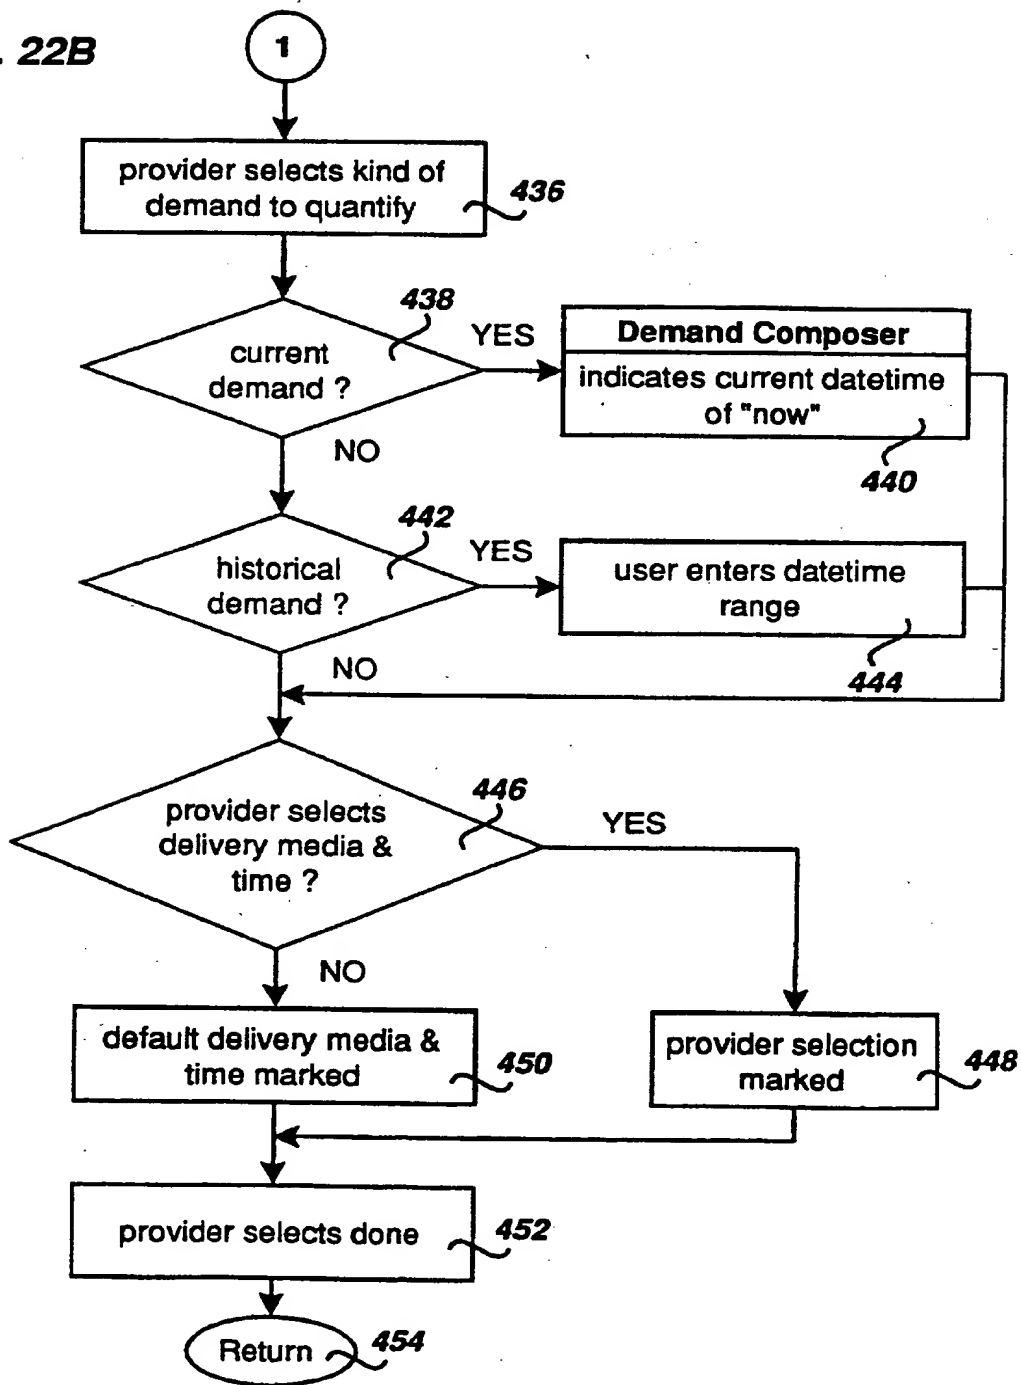 . 22B
1
provider selects kind of
demand to quantify
436
438
current
demand ?
YES
Demand Composer
indicates current datetime
of "now"
440
NO
442
historical
demand ?
YES
user enters datetime
range
444
NO
446
provider selects
delivery media &
time ?
YES
NO
default delivery media &
time marked
450
provider selection
marked
448
provider selects done
452
Return
454